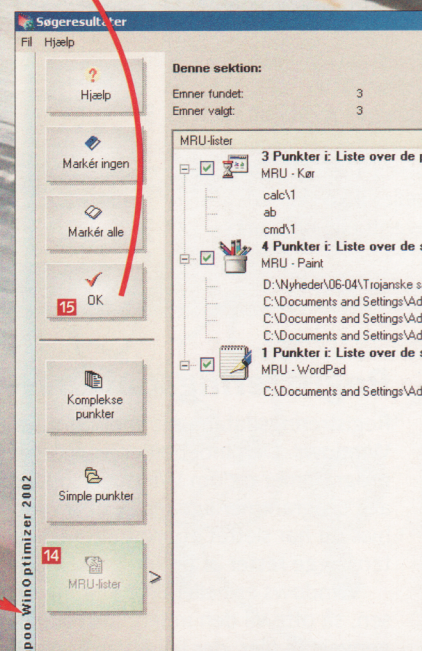 Søgeresultater
Fil Hjælp
Hjælp
Markér ingen
Markér alle
15 OK
Komplekse
punkter
Simple punkter
14
MRU-lister
>
poo WinOptimizer 2002
Denne sektion:
Emner fundet: 3
Emner valgt: 3
MRU-lister
3 Punkter i: Liste over de
MRU - Kør
calc\1
ab
cmd\1
4 Punkter i: Liste over de
MRU - Paint
D:\Nyheder\06-04\Trojanske
C:\Documents and Settings\Ad
C:\Documents and Settings\Ad
C:\Documents and Settings\Ad
1 Punkter i: Liste over de
MRU - WordPad
C:\Documents and Settings\Ad